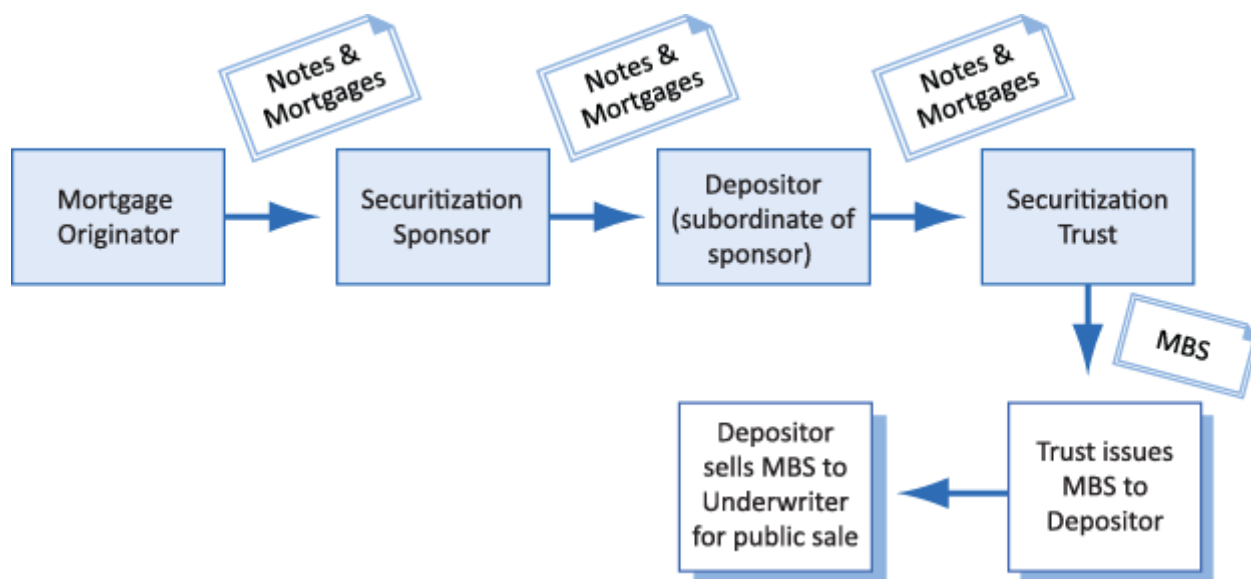 Notes &
Mortgages
Notes &
Mortgages
Notes &
Mortgages
Mortgage
Originator
Securitization
Sponsor
Depositor
(subordinate of
sponsor)
Securitization
Trust
MBS
Depositor
sells MBS to
Underwriter
for public sale
Trust issues
MBS to
Depositor